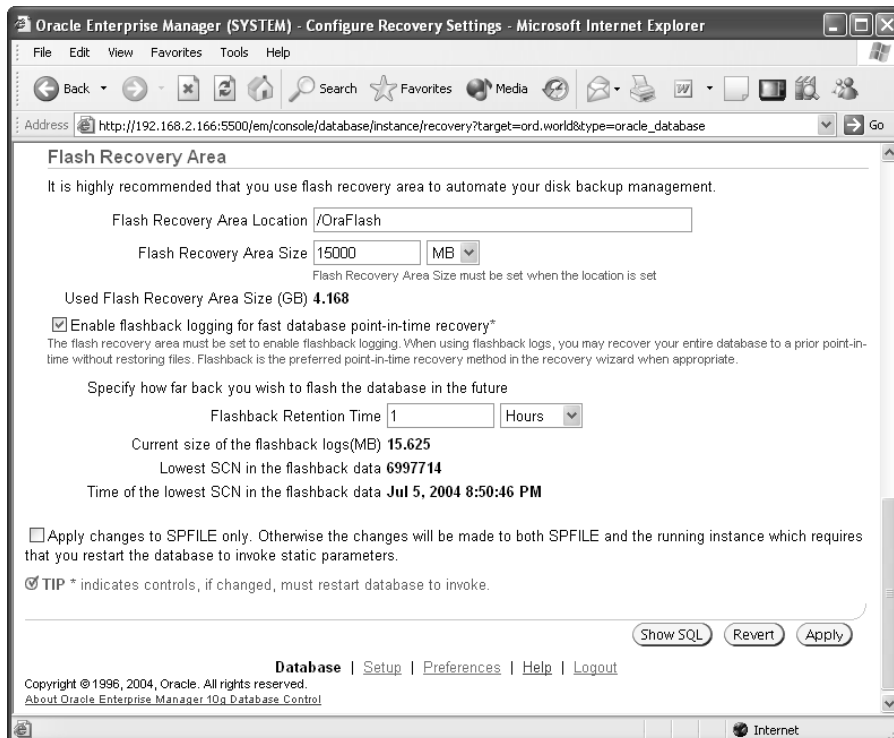 Oracle Enterprise Manager (SYSTEM) - Configure Recovery Settings - Microsoft Internet Explorer
File Edit View Favorites Tools Help
Back Search Favorites Media
Address http://192.168.2.166:5500/em/console/database/instance/recovery?target=ord.world&type=oracle_database Go
Flash Recovery Area
It is highly recommended that you use flash recovery area to automate your disk backup management.
Flash Recovery Area Location /OraFlash
Flash Recovery Area Size 15000 MB
Flash Recovery Area Size must be set when the location is set
Used Flash Recovery Area Size (GB) 4.168
Enable flashback logging for fast database point-in-time recovery*
The flash recovery area must be set to enable flashback logging. When using flashback logs, you may recover your entire database to a prior point-in-
time without restoring files. Flashback is the preferred point-in-time recovery method in the recovery wizard when appropriate.
Specify how far back you wish to flash the database in the future
Flashback Retention Time 1 Hours
Current size of the flashback logs(MB) 15.625
Lowest SCN in the flashback data 6997714
Time of the lowest SCN in the flashback data Jul 5, 2004 8:50:46 PM
Apply changes to SPFILE only. Otherwise the changes will be made to both SPFILE and the running instance which requires
that you restart the database to invoke static parameters.
TIP * indicates controls, if changed, must restart database to invoke.
Show SQL Revert Apply
Database | Setup | Preferences | Help | Logout
Copyright © 1996, 2004, Oracle. All rights reserved.
About Oracle Enterprise Manager 10g Database Control
Internet